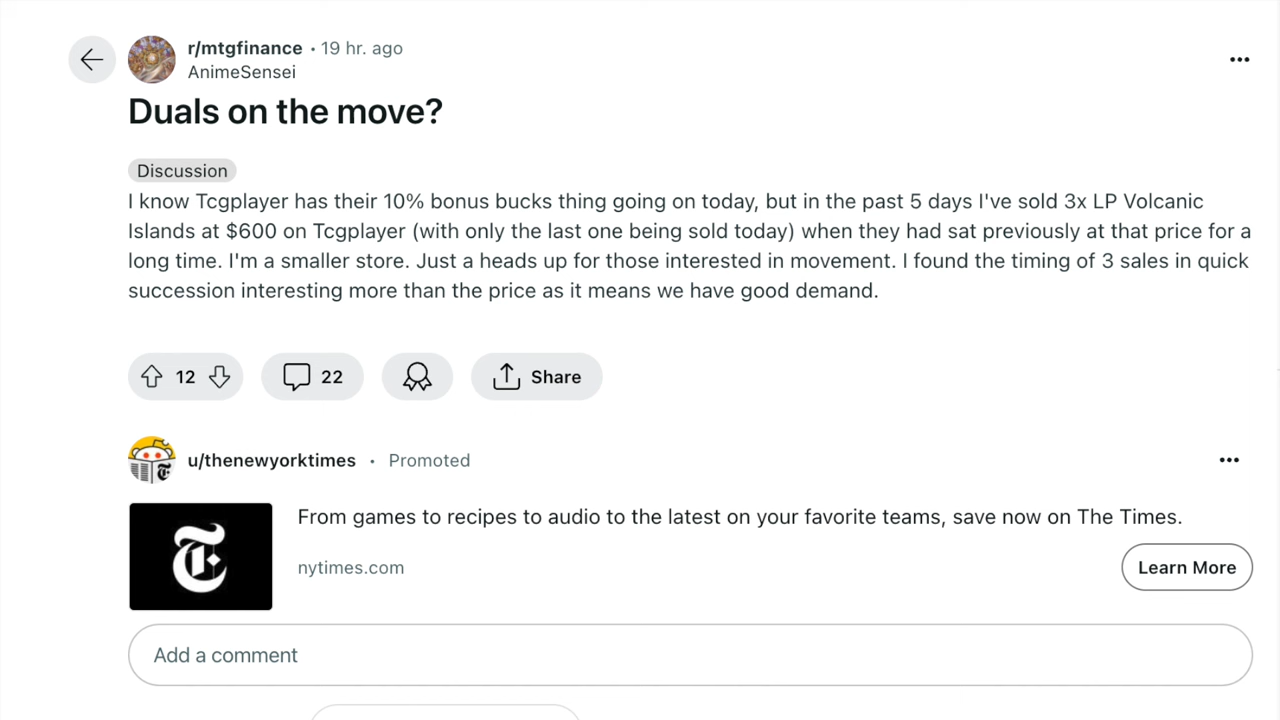 r/mtgfinance • 19 hr. ago
AnimeSensei
Duals on the move?
Discussion
I know Tcgplayer has their 10% bonus bucks thing going on today, but in the past 5 days I've sold 3x LP Volcanic
Islands at $600 on Tcgplayer (with only the last one being sold today) when they had sat previously at that price for a
long time. I'm a smaller store. Just a heads up for those interested in movement. I found the timing of 3 sales in quick
succession interesting more than the price as it means we have good demand.
12
22
Share
u/thenewyorktimes • Promoted
From games to recipes to audio to the latest on your favorite teams, save now on The Times.
nytimes.com
Learn More
Add a comment